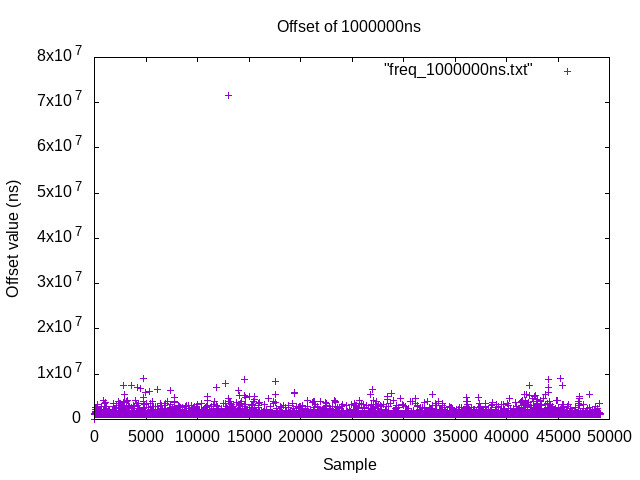 Offset of 1000000ns
"freq_1000000ns.txt"
Offset value (ns)
8x10^7
7x10^7
6x10^7
5x10^7
4x10^7
3x10^7
2x10^7
1x10^7
0
0 5000 10000 15000 20000 25000 30000 35000 40000 45000 50000
Sample